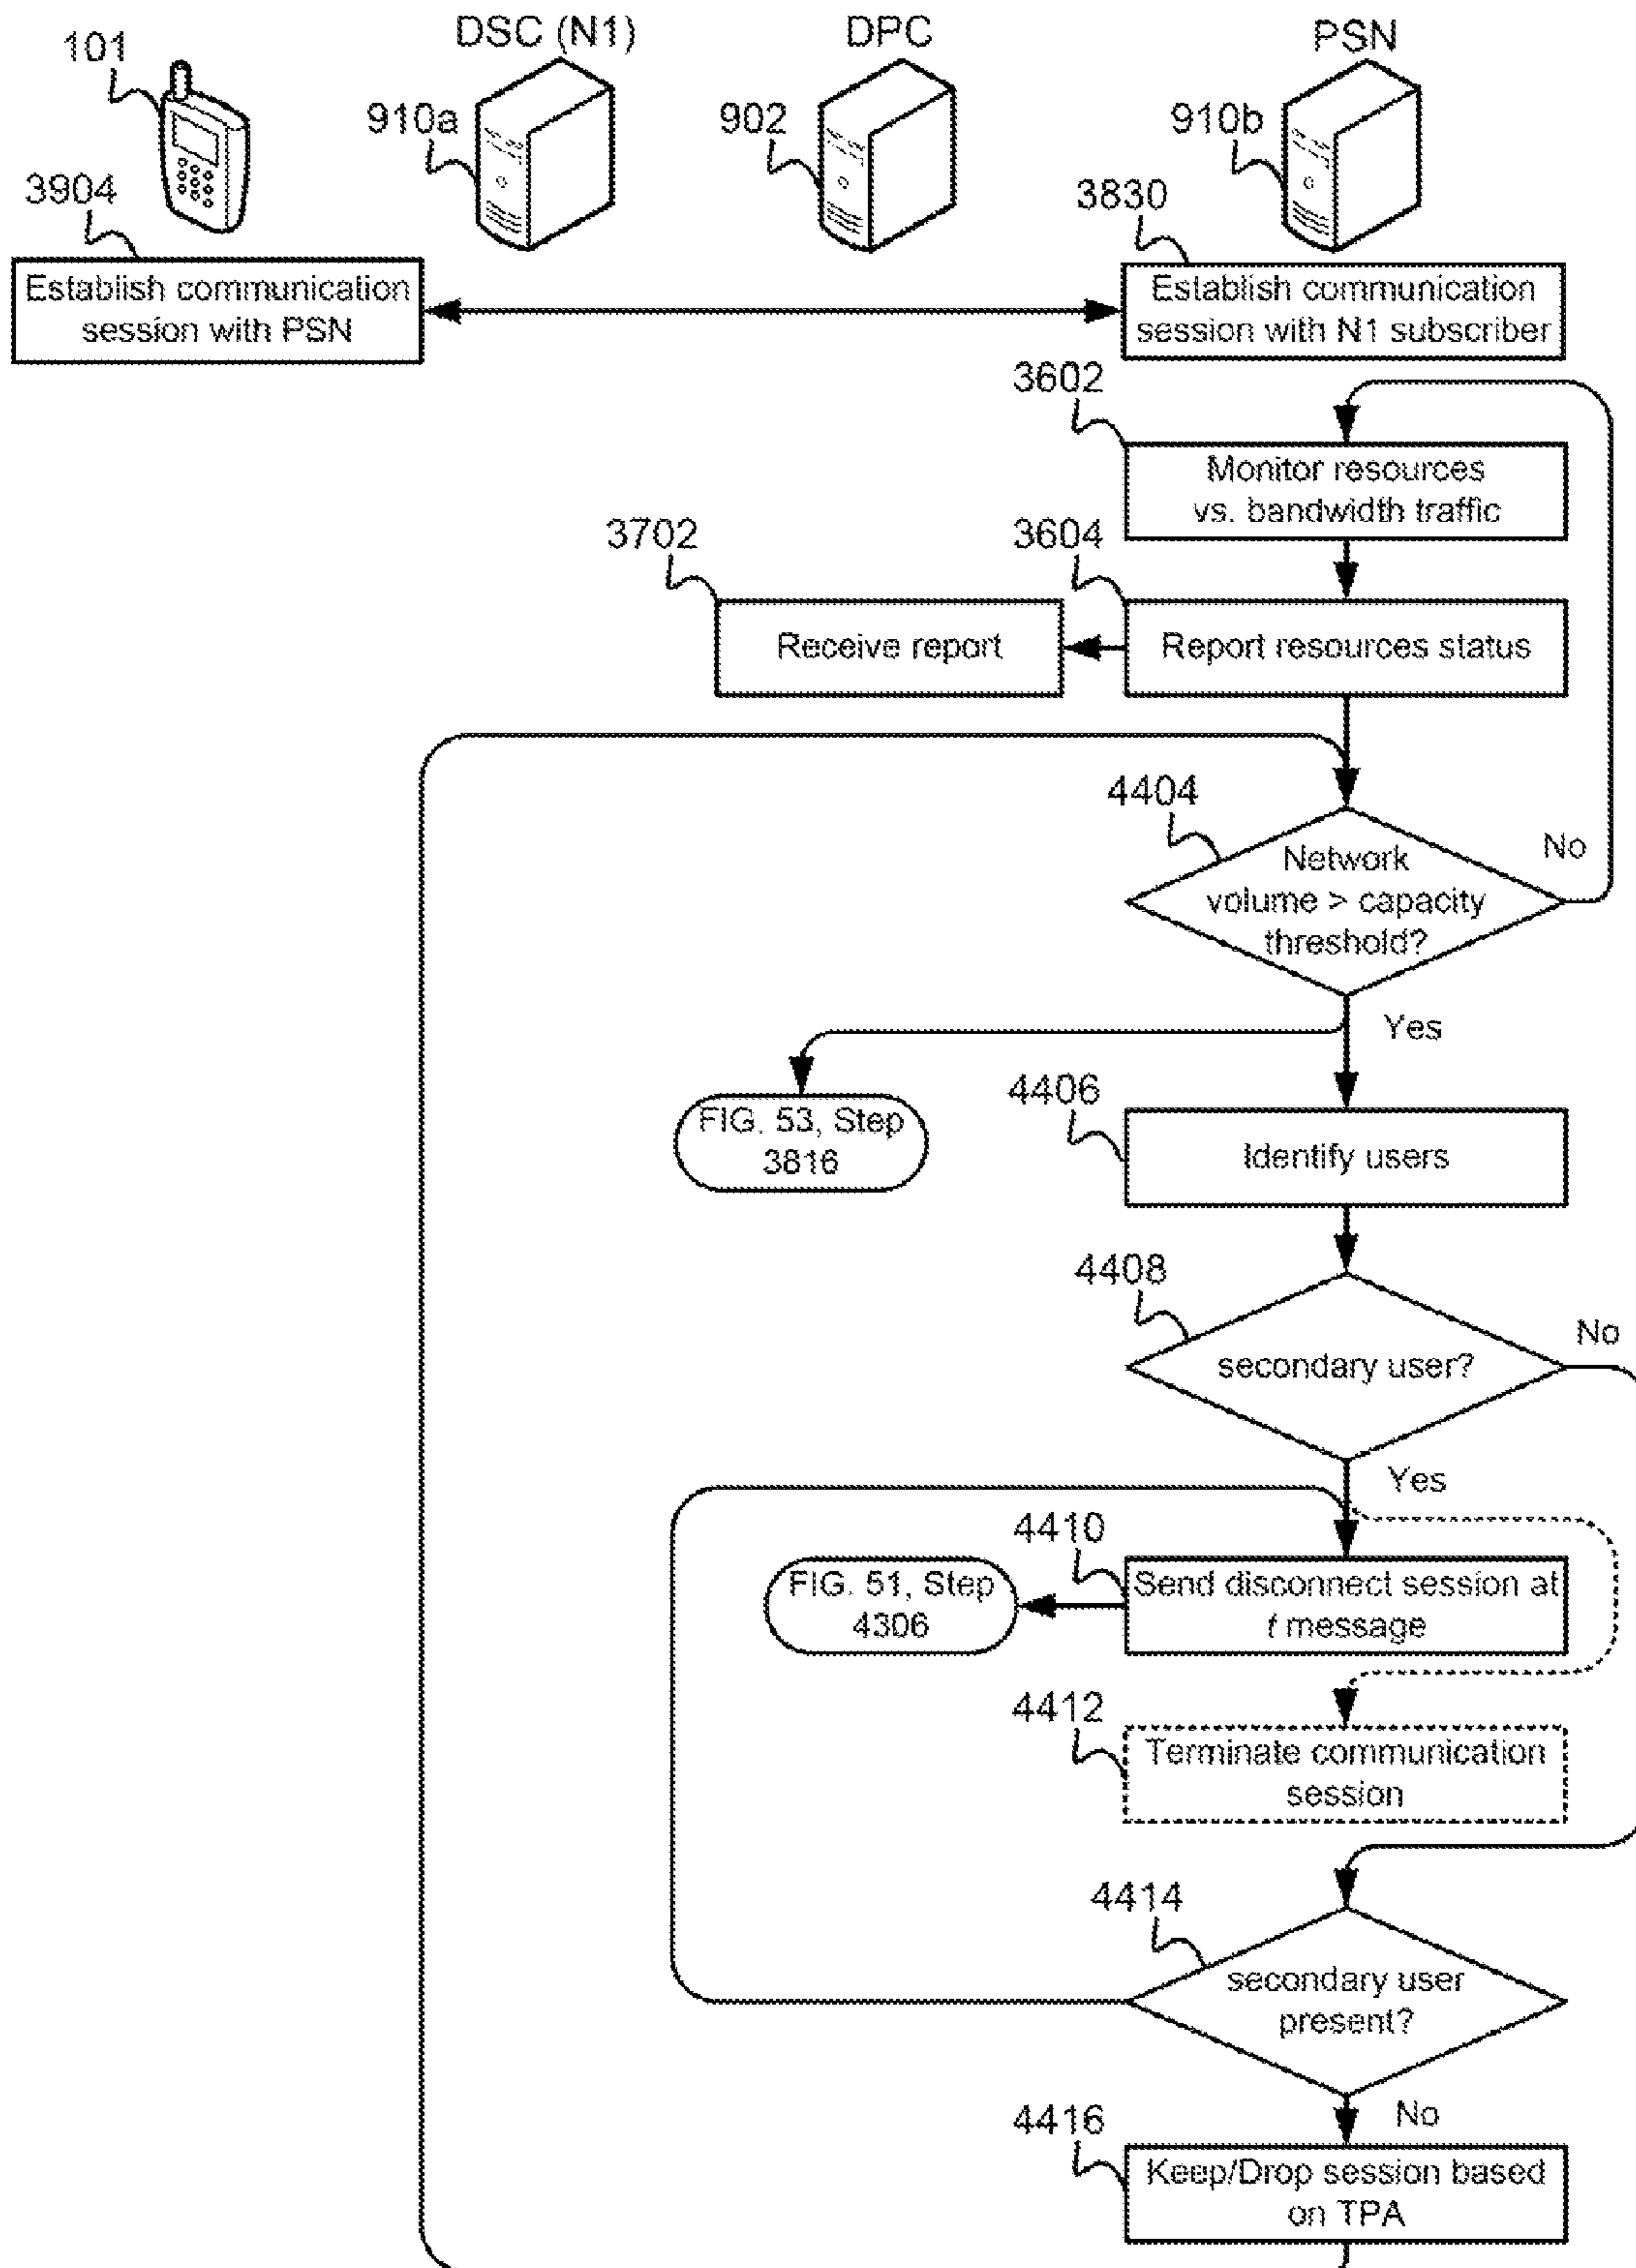 101
DSC (N1)
DPC
PSN
910a
902
910b
3904
3830
Establish communication
session with PSN
Establish communication
session with N1 subscriber
3602
Monitor resources
vs. bandwidth traffic
3702
3604
Receive report
Report resources status
4404
Network
volume > capacity
threshold?
No
Yes
FIG. 53, Step
3816
4406
Identify users
4408
secondary user?
No
Yes
4410
FIG. 51, Step
4306
Send disconnect session at
t message
4412
Terminate communication
session
4414
secondary user
present?
No
4416
Keep/Drop session based
on TPA